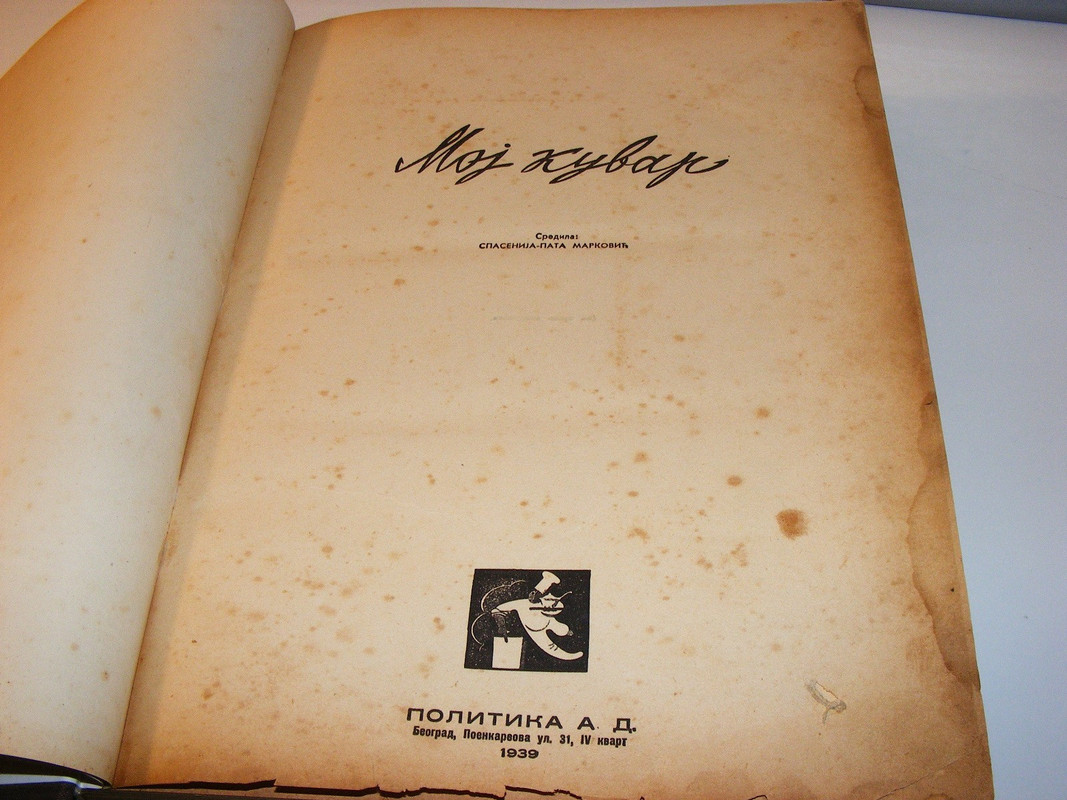 Мој кувар
Средила:
СПАСЕНИЈА-ПАТА МАРКОВИЋ
ПОЛИТИКА А. Д.
Београд, Поенкареова ул. 31, IV кварт
1939